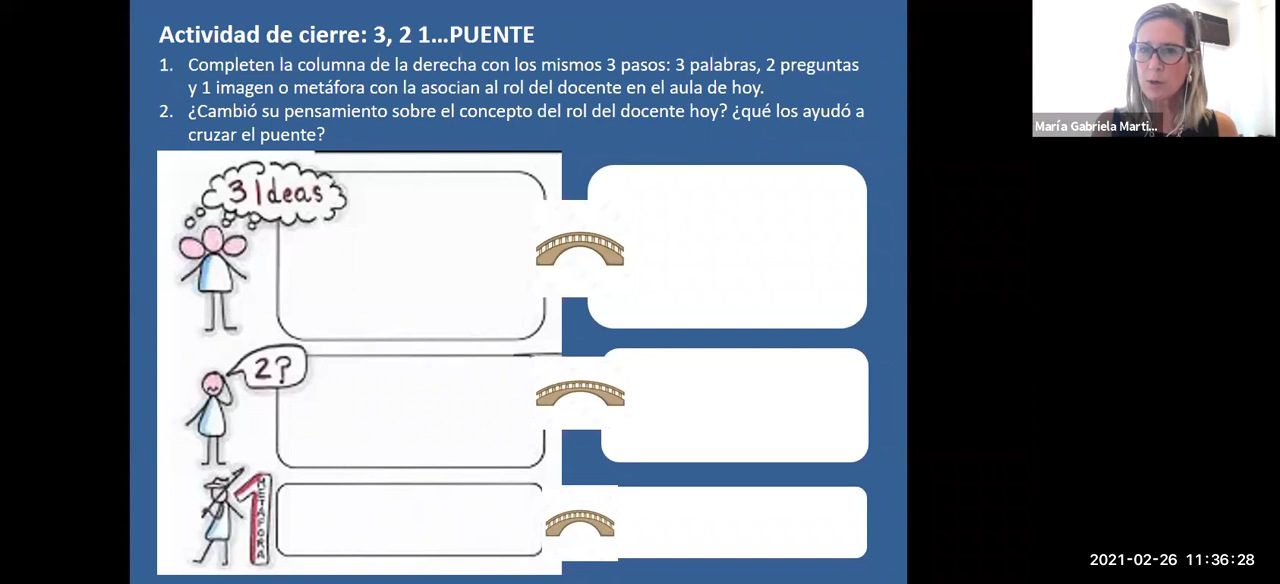 Actividad de cierre: 3, 2 1...PUENTE
1. Completen la columna de la derecha con los mismos 3 pasos: 3 palabras, 2 preguntas
y 1 imagen o metáfora con la asocian al rol del docente en el aula de hoy.
2. ¿Cambió su pensamiento sobre el concepto del rol del docente hoy? ¿qué los ayudó a
cruzar el puente?
María Gabriela Marti...
3 Ideas
2?
1 METÁFORA
2021-02-26 11:36:28